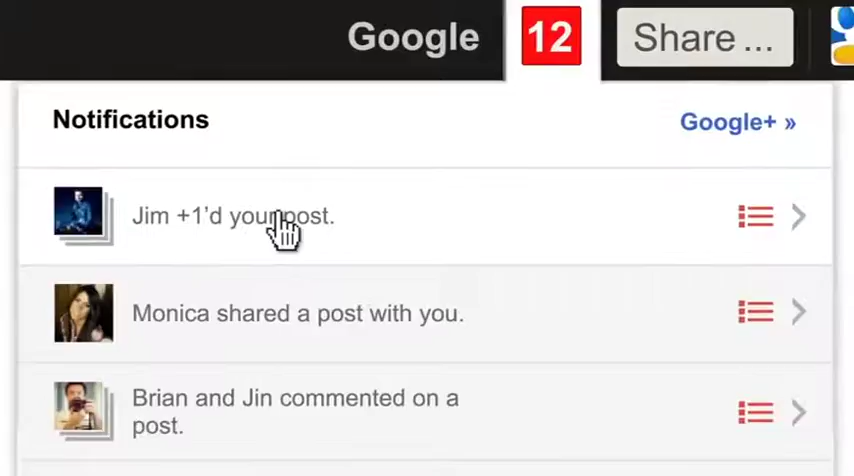 Google 12 Share ...
Notifications Google+ »
Jim +1’d your post.
Monica shared a post with you.
Brian and Jin commented on a
post.